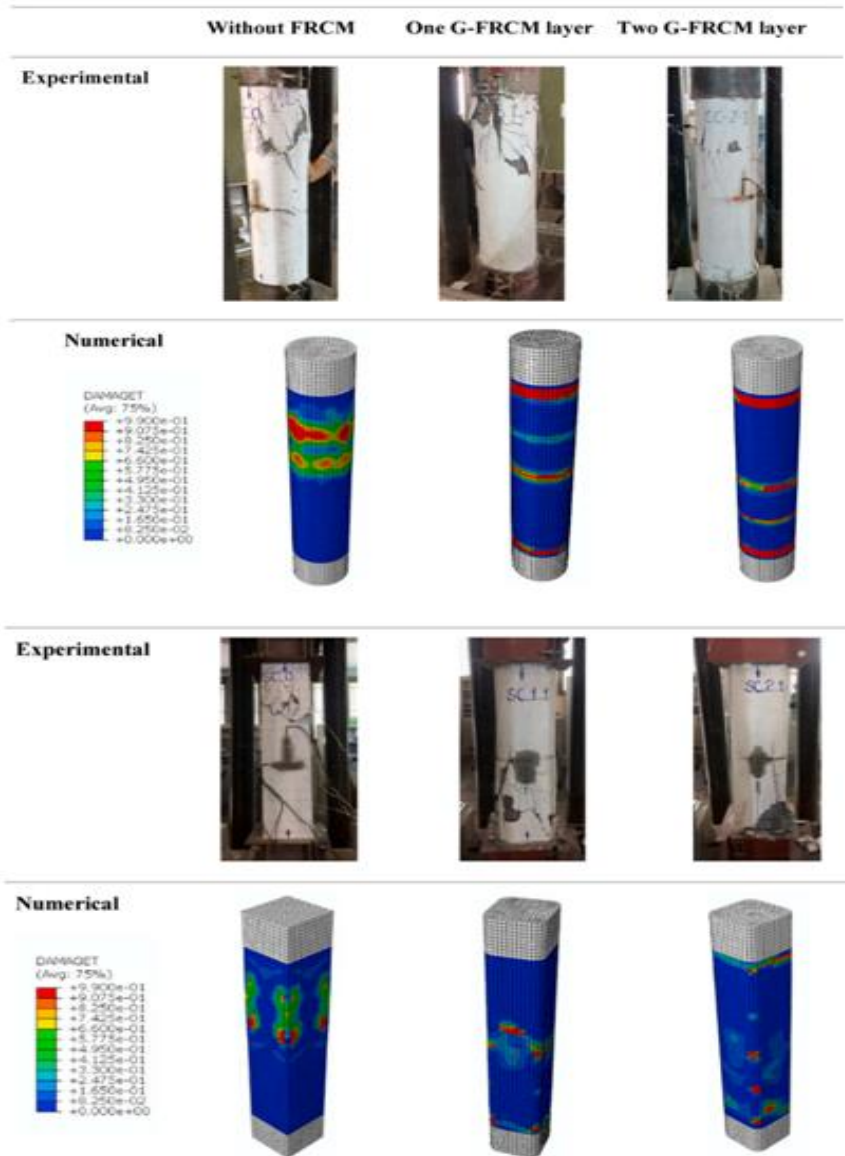 Without FRCM One G-FRCM layer Two G-FRCM layer
Experimental
CC-2-1
Numerical
DAMAGET
(Avg: 75%)
+9.900e-01
+9.075e-01
+8.250e-01
+7.425e-01
+6.600e-01
+5.775e-01
+4.950e-01
+4.125e-01
+3.300e-01
+2.475e-01
+1.650e-01
+8.250e-02
+0.000e+00
Experimental
SC.0 SC.1.1 SC.2.1
Numerical
DAMAGET
(Avg: 75%)
+9.900e-01
+9.075e-01
+8.250e-01
+7.425e-01
+6.600e-01
+5.775e-01
+4.950e-01
+4.125e-01
+3.300e-01
+2.475e-01
+1.650e-01
+8.250e-02
+0.000e+00